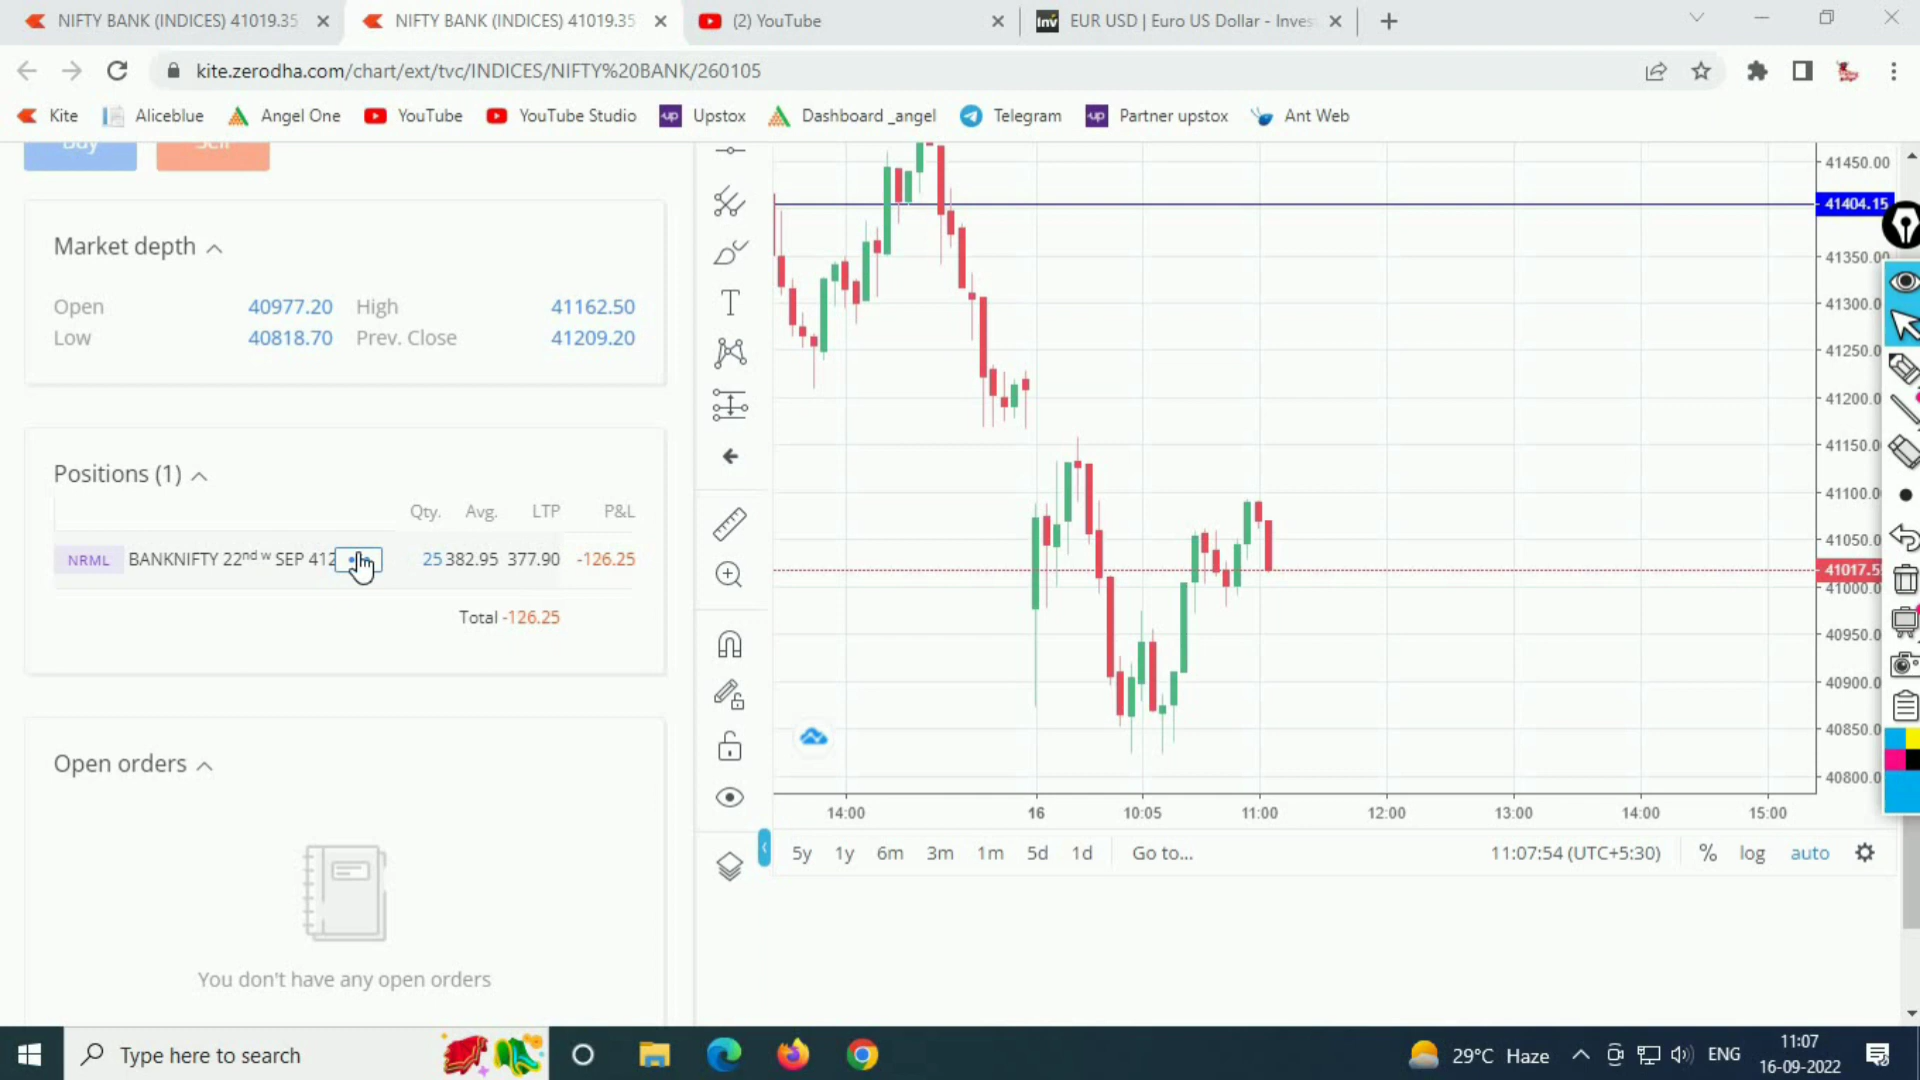 NIFTY BANK (INDICES) 41019.35
NIFTY BANK (INDICES) 41019.35
(2) YouTube
Inv EUR USD | Euro US Dollar - Inves
kite.zerodha.com/chart/ext/tvc/INDICES/NIFTY%20BANK/260105
Kite
Aliceblue
Angel One
YouTube
YouTube Studio
up Upstox
Dashboard _angel
Telegram
up Partner upstox
Ant Web
Buy
Sell
Market depth
Open 40977.20 High 41162.50
Low 40818.70 Prev. Close 41209.20
Positions (1)
Qty. Avg. LTP P&L
NRML BANKNIFTY 22nd w SEP 412 25 382.95 377.90 -126.25
Total -126.25
Open orders
You don't have any open orders
T
41450.00
41404.15
41350.00
41300.0
41250.0
41200.0
41150.0
41100.0
41050.0
41017.5
41000.0
40950.0
40900.0
40850.0
40800.0
14:00 16 10:05 11:00 12:00 13:00 14:00 15:00
5y 1y 6m 3m 1m 5d 1d Go to... 11:07:54 (UTC+5:30) % log auto
Type here to search
29°C Haze
ENG
11:07
16-09-2022